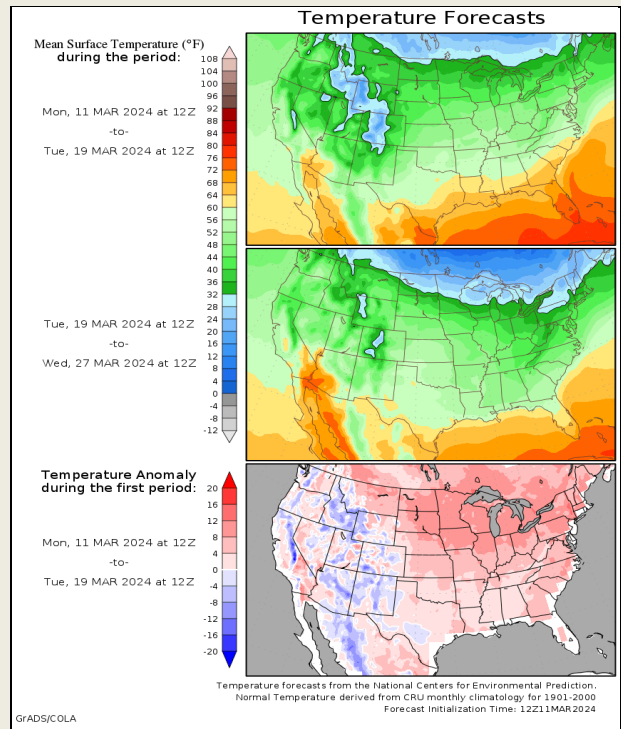 Temperature Forecasts
Mean Surface Temperature (°F)
during the period:
108
104
100
96
92
88
84
80
76
72
68
64
60
56
52
48
44
40
36
32
28
24
20
16
12
8
4
0
-4
-8
-12
Mon, 11 MAR 2024 at 12Z
-to-
Tue, 19 MAR 2024 at 12Z
Tue, 19 MAR 2024 at 12Z
-to-
Wed, 27 MAR 2024 at 12Z
Temperature Anomaly
during the first period:
20
16
12
8
4
0
-4
-8
-12
-16
-20
Mon, 11 MAR 2024 at 12Z
-to-
Tue, 19 MAR 2024 at 12Z
Temperature forecasts from the National Centers for Environmental Prediction.
Normal Temperature derived from CRU monthly climatology for 1901-2000
Forecast Initialization Time: 12Z11MAR2024
GrADS/COLA